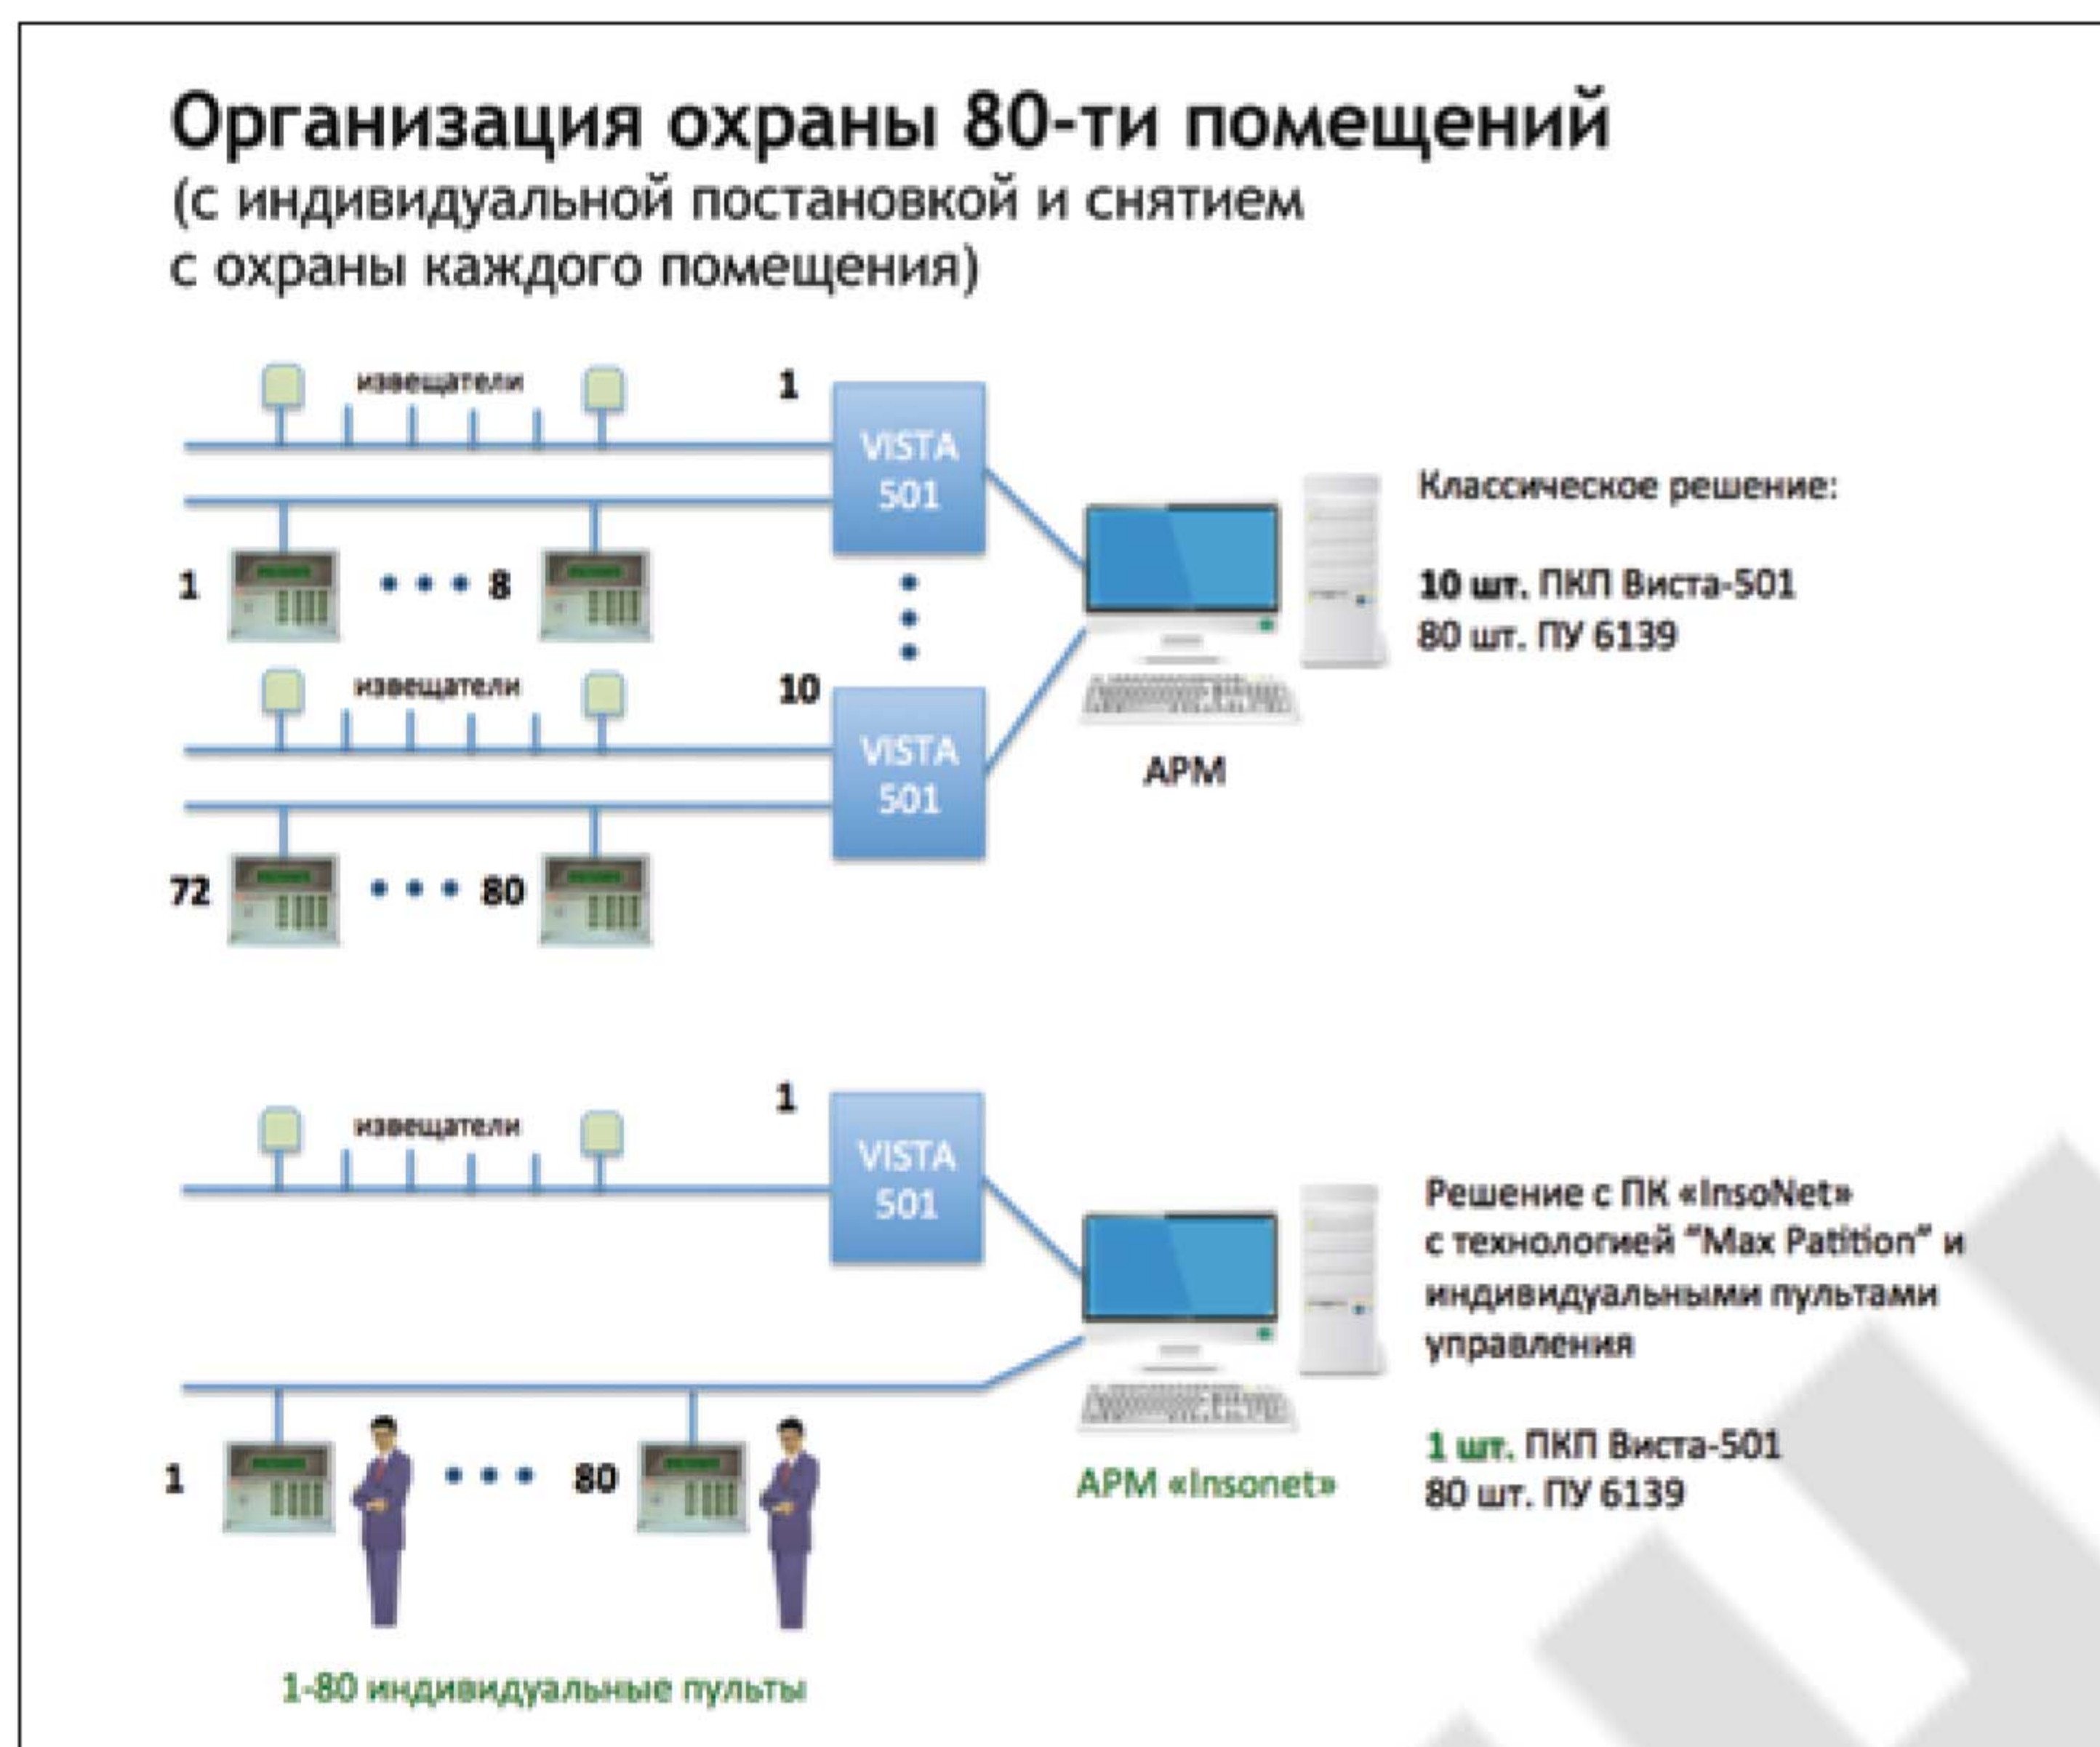 Организация охраны 80-ти помещений
(с индивидуальной постановкой и снятием
с охраны каждого помещения)
извещатели
1
VISTA
501
1
8
извещатели
10
VISTA
501
72
80
АРМ
Классическое решение:
10 шт. ПКП Виста-501
80 шт. ПУ 6139
извещатели
1
VISTA
501
1
80
1-80 индивидуальные пульты
АРМ «Insonet»
Решение с ПК «InsoNet»
с технологией “Max Patition” и
индивидуальными пультами
управления
1 шт. ПКП Виста-501
80 шт. ПУ 6139